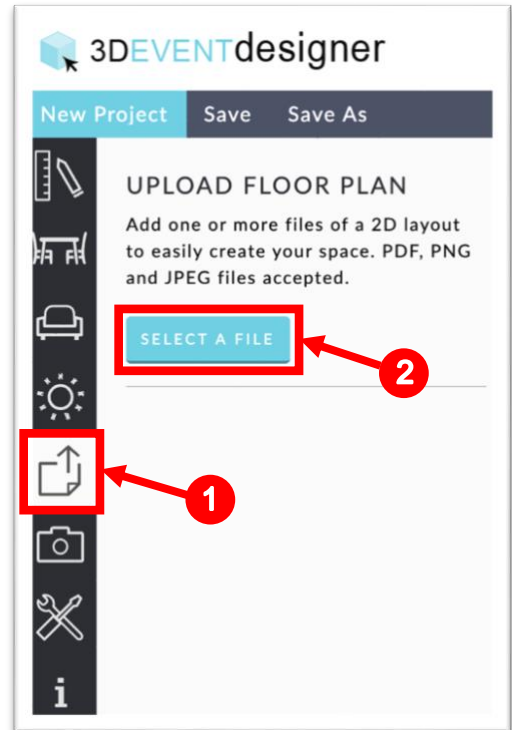 3DEVENTdesigner
New Project Save Save As
UPLOAD FLOOR PLAN
Add one or more files of a 2D layout
to easily create your space. PDF, PNG
and JPEG files accepted.
SELECT A FILE
2
1
i